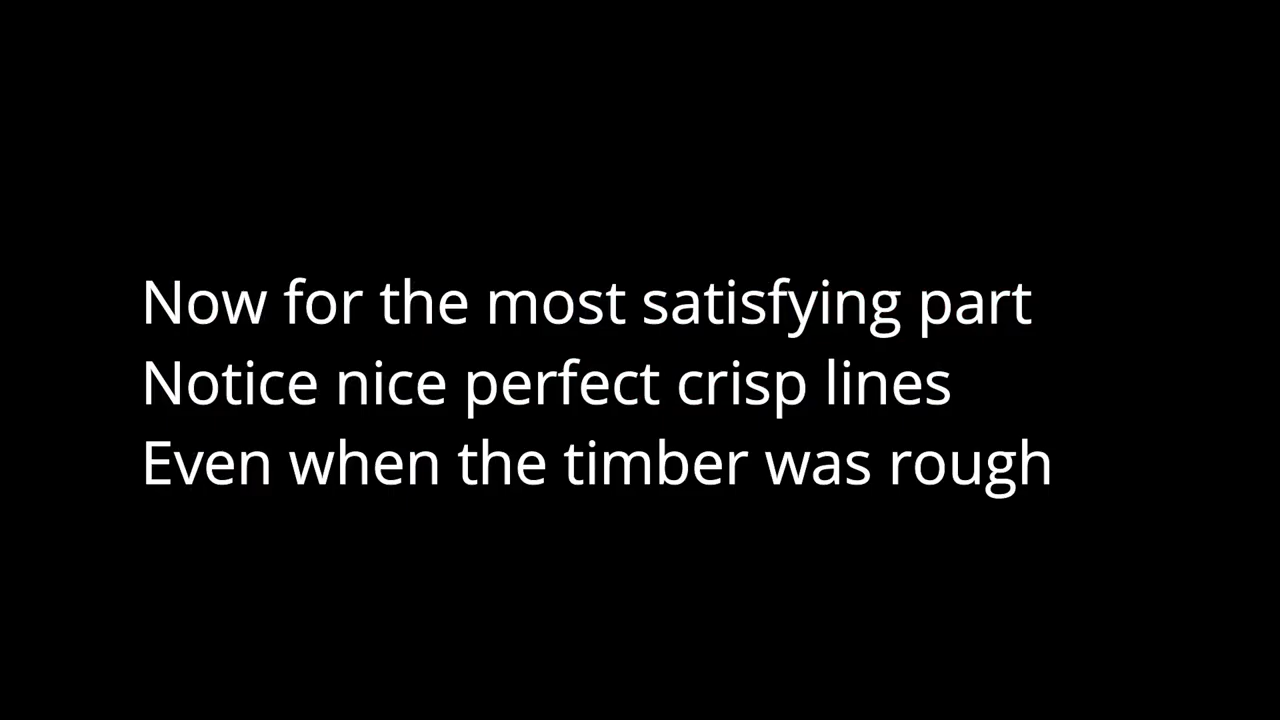 Now for the most satisfying part
Notice nice perfect crisp lines
Even when the timber was rough